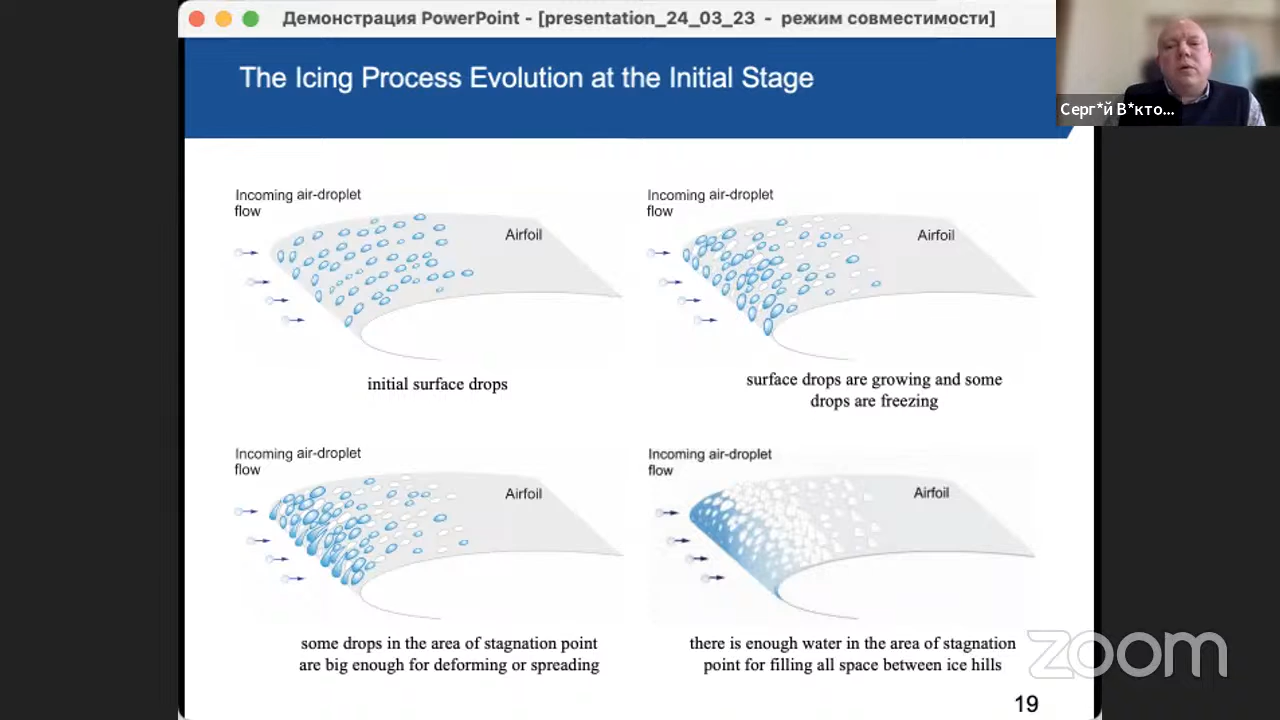 Демонстрация PowerPoint - [presentation_24_03_23 - режим совместимости]
The Icing Process Evolution at the Initial Stage
Серг*й В*кто...
Incoming air-droplet
flow
Airfoil
initial surface drops
Incoming air-droplet
flow
Airfoil
surface drops are growing and some
drops are freezing
Incoming air-droplet
flow
Airfoil
some drops in the area of stagnation point
are big enough for deforming or spreading
Incoming air-droplet
flow
Airfoil
there is enough water in the area of stagnation
point for filling all space between ice hills
zoom
19